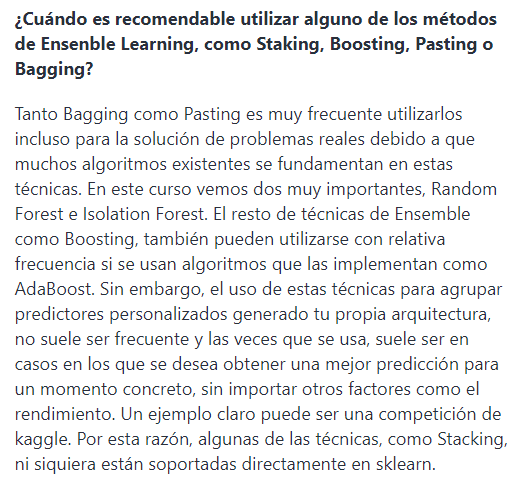 ¿Cuándo es recomendable utilizar alguno de los métodos
de Ensenble Learning, como Staking, Boosting, Pasting o
Bagging?
Tanto Bagging como Pasting es muy frecuente utilizarlos
incluso para la solución de problemas reales debido a que
muchos algoritmos existentes se fundamentan en estas
técnicas. En este curso vemos dos muy importantes, Random
Forest e Isolation Forest. El resto de técnicas de Ensemble
como Boosting, también pueden utilizarse con relativa
frecuencia si se usan algoritmos que las implementan como
AdaBoost. Sin embargo, el uso de estas técnicas para agrupar
predictores personalizados generado tu propia arquitectura,
no suele ser frecuente y las veces que se usa, suele ser en
casos en los que se desea obtener una mejor predicción para
un momento concreto, sin importar otros factores como el
rendimiento. Un ejemplo claro puede ser una competición de
kaggle. Por esta razón, algunas de las técnicas, como Stacking,
ni siquiera están soportadas directamente en sklearn.